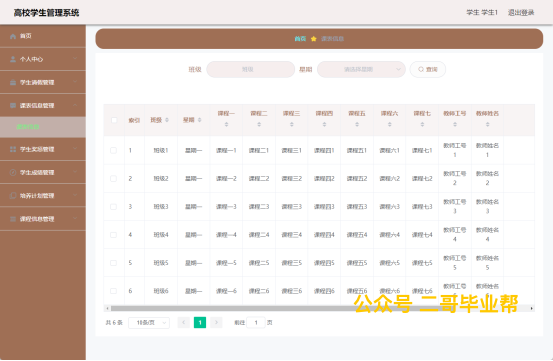 高校学生管理系统
学生 学生1 退出登录
首页
个人中心
学生请假管理
课表信息管理
课表信息
学生奖惩管理
学生成绩管理
培养计划管理
课程信息管理
首页 课表信息
班级 班级 星期 请选择星期 查询
索引 班级 星期 课程一 课程二 课程三 课程四 课程五 课程六 课程七 教师工号 教师姓名
1 班级1 星期一 课程一1 课程二1 课程三1 课程四1 课程五1 课程六1 课程七1 教师工号1 教师姓名1
2 班级2 星期一 课程一2 课程二2 课程三2 课程四2 课程五2 课程六2 课程七2 教师工号2 教师姓名2
3 班级3 星期一 课程一3 课程二3 课程三3 课程四3 课程五3 课程六3 课程七3 教师工号3 教师姓名3
4 班级4 星期一 课程一4 课程二4 课程三4 课程四4 课程五4 课程六4 课程七4 教师工号4 教师姓名4
5 班级5 星期一 课程一5 课程二5 课程三5 课程四5 课程五5 课程六5 课程七5 教师工号5 教师姓名5
6 班级6 星期一 课程一6 课程二6 课程三6 课程四6 课程五6 课程六6 课程七6 教师工号6 教师姓名6
公众号 二哥毕业帮
共 6 条 10条/页 1 前往 1 页